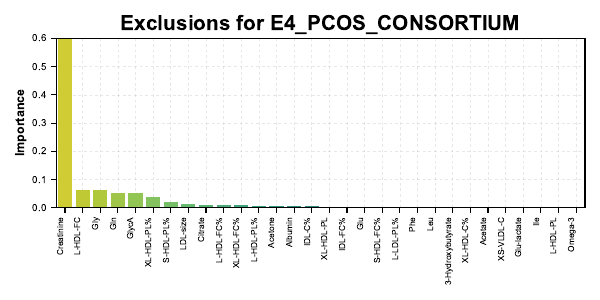 Exclusions for E4_PCOS_CONSORTIUM
Importance
0.6
0.5
0.4
0.3
0.2
0.1
0.0
Creatinine
L-HDL-FC
Gly
Gln
GlycA
XL-HDL-PL%
S-HDL-PL%
LDL-size
Citrate
L-HDL-FC%
XL-HDL-FC%
L-HDL-PL%
Acetone
Albumin
IDL-C%
XL-HDL-PL
IDL-FC%
Glu
S-HDL-FC%
L-LDL-PL%
Phe
Leu
3-Hydroxybutyrate
XL-HDL-C%
Acetate
XS-VLDL-C
Glu-lactate
Ile
L-HDL-PL
Omega-3